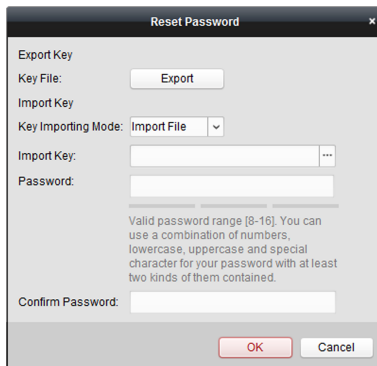 Reset Password
×
Export Key
Key File: Export
Import Key
Key Importing Mode: Import File
Import Key: ...
Password:
Valid password range [8-16]. You can
use a combination of numbers,
lowercase, uppercase and special
character for your password with at least
two kinds of them contained.
Confirm Password:
OK Cancel